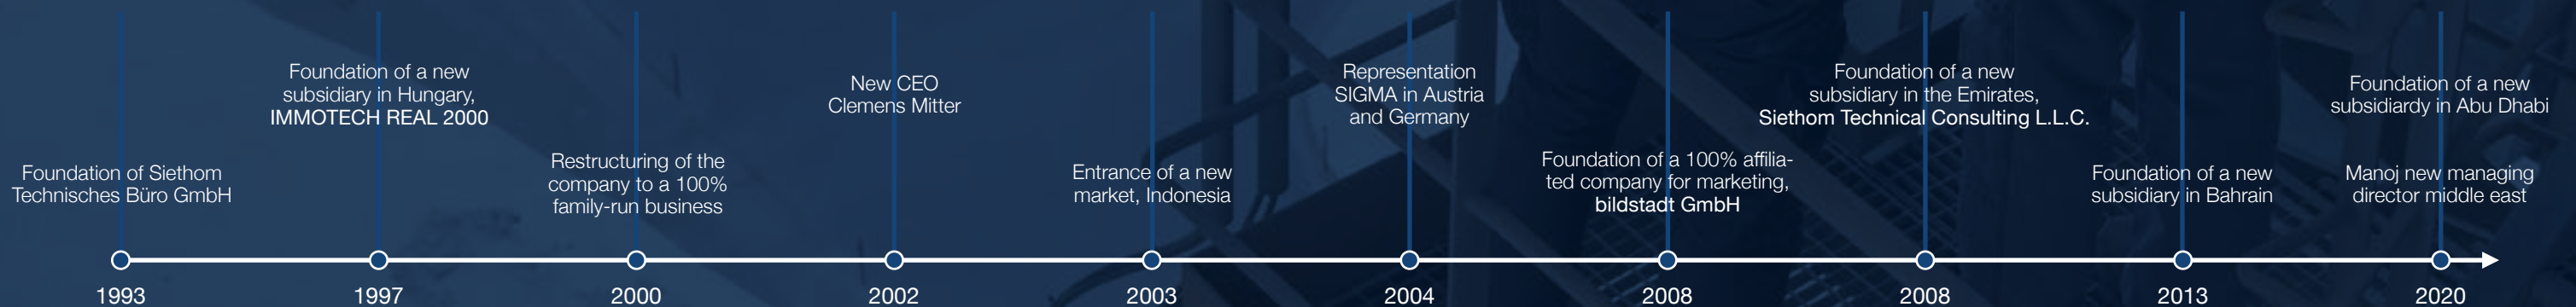 Foundation of Siethom
Technisches Büro GmbH
1993
Foundation of a new
subsidiary in Hungary,
IMMOTECH REAL 2000
1997
Restructuring of the
company to a 100%
family-run business
2000
New CEO
Clemens Mitter
2002
Entrance of a new
market, Indonesia
2003
Representation
SIGMA in Austria
and Germany
2004
Foundation of a 100% affilia-
ted company for marketing,
bildstadt GmbH
2008
Foundation of a new
subsidiary in the Emirates,
Siethom Technical Consulting L.L.C.
2008
Foundation of a new
subsidiary in Bahrain
2013
Foundation of a new
subsidiardy in Abu Dhabi
Manoj new managing
director middle east
2020